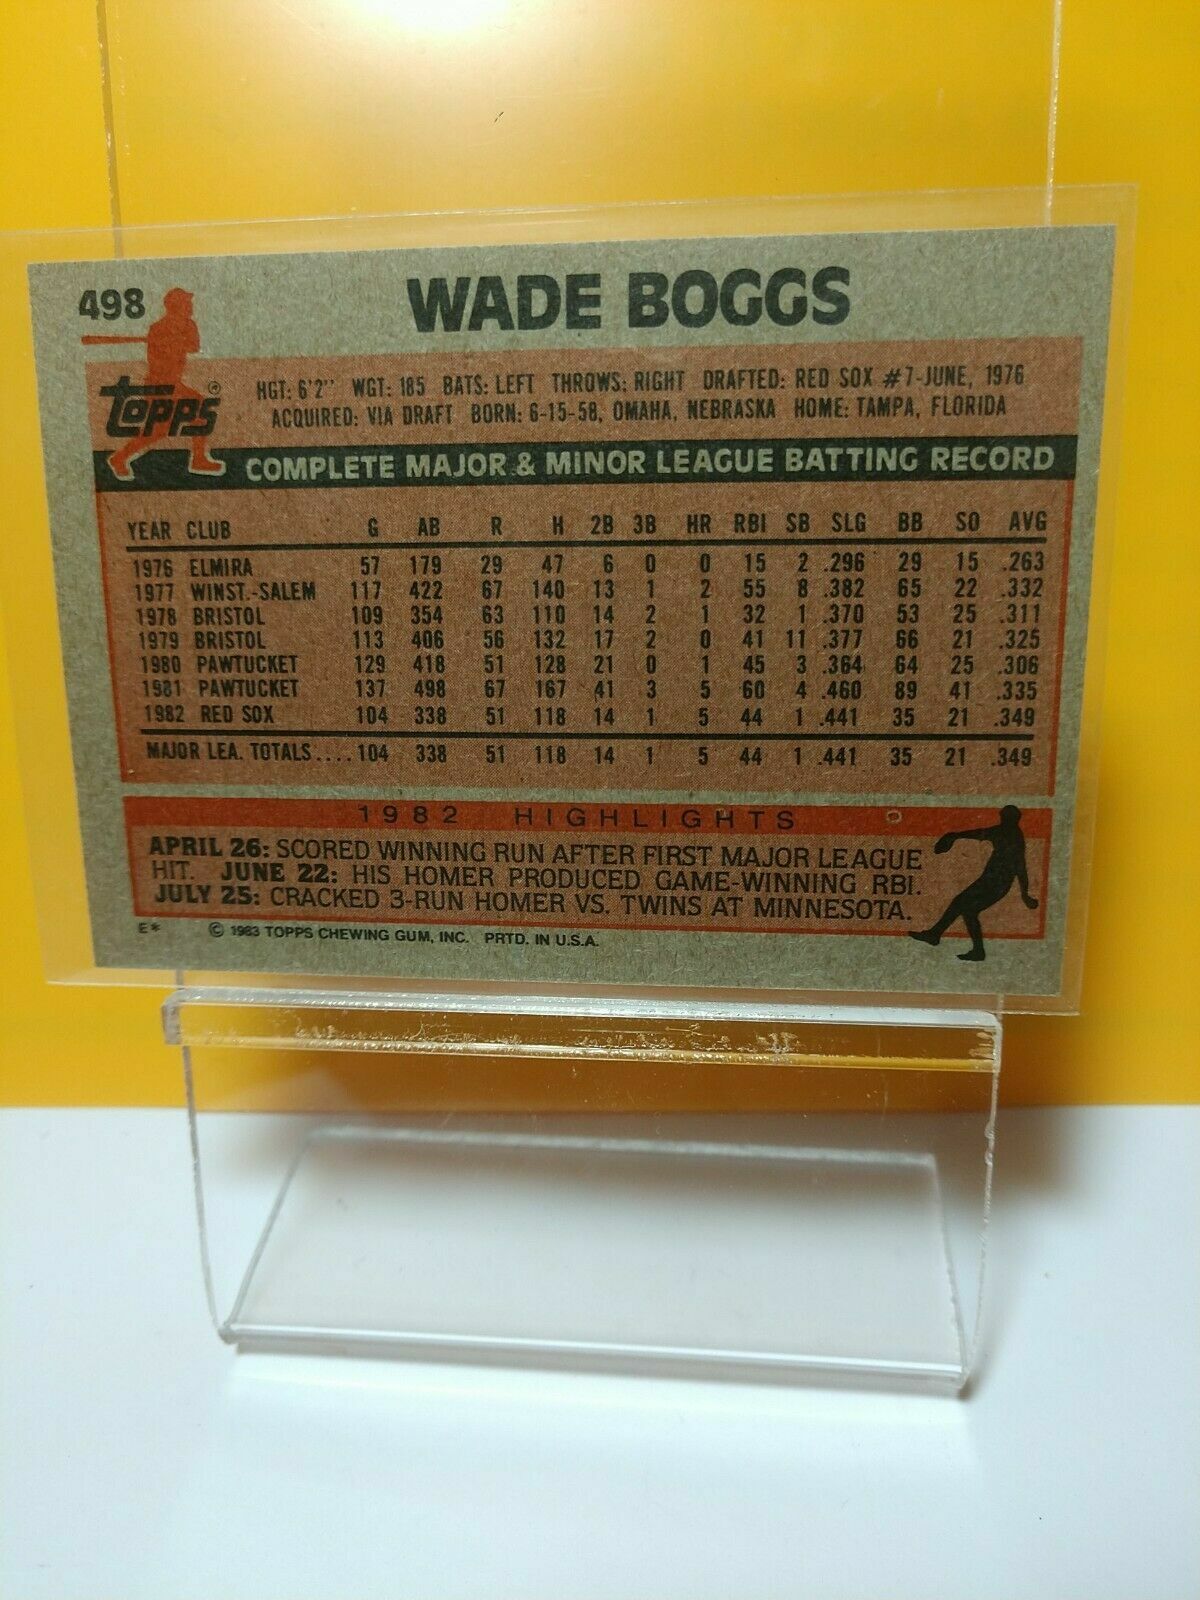 498
WADE BOGGS
Topps ®
HGT: 6'2" WGT: 185 BATS: LEFT THROWS: RIGHT DRAFTED: RED SOX #7-JUNE, 1976
ACQUIRED: VIA DRAFT BORN: 6-15-58, OMAHA, NEBRASKA HOME: TAMPA, FLORIDA
COMPLETE MAJOR & MINOR LEAGUE BATTING RECORD
YEAR CLUB G AB R H 2B 3B HR RBI SB SLG BB SO AVG
1976 ELMIRA 57 179 29 47 6 0 0 15 2 .296 29 15 .263
1977 WINST.-SALEM 117 422 67 140 13 1 2 55 8 .382 65 22 .332
1978 BRISTOL 109 354 63 110 14 2 1 32 1 .370 53 25 .311
1979 BRISTOL 113 406 56 132 17 2 0 41 11 .377 66 21 .325
1980 PAWTUCKET 129 418 51 128 21 0 1 45 3 .364 64 25 .306
1981 PAWTUCKET 137 498 67 167 41 3 5 60 4 .460 89 41 .335
1982 RED SOX 104 338 51 118 14 1 5 44 1 .441 35 21 .349
MAJOR LEA. TOTALS.... 104 338 51 118 14 1 5 44 1 .441 35 21 .349
1982 HIGHLIGHTS
APRIL 26: SCORED WINNING RUN AFTER FIRST MAJOR LEAGUE
HIT. JUNE 22: HIS HOMER PRODUCED GAME-WINNING RBI.
JULY 25: CRACKED 3-RUN HOMER VS. TWINS AT MINNESOTA.
E* © 1983 TOPPS CHEWING GUM, INC. PRTD. IN U.S.A.